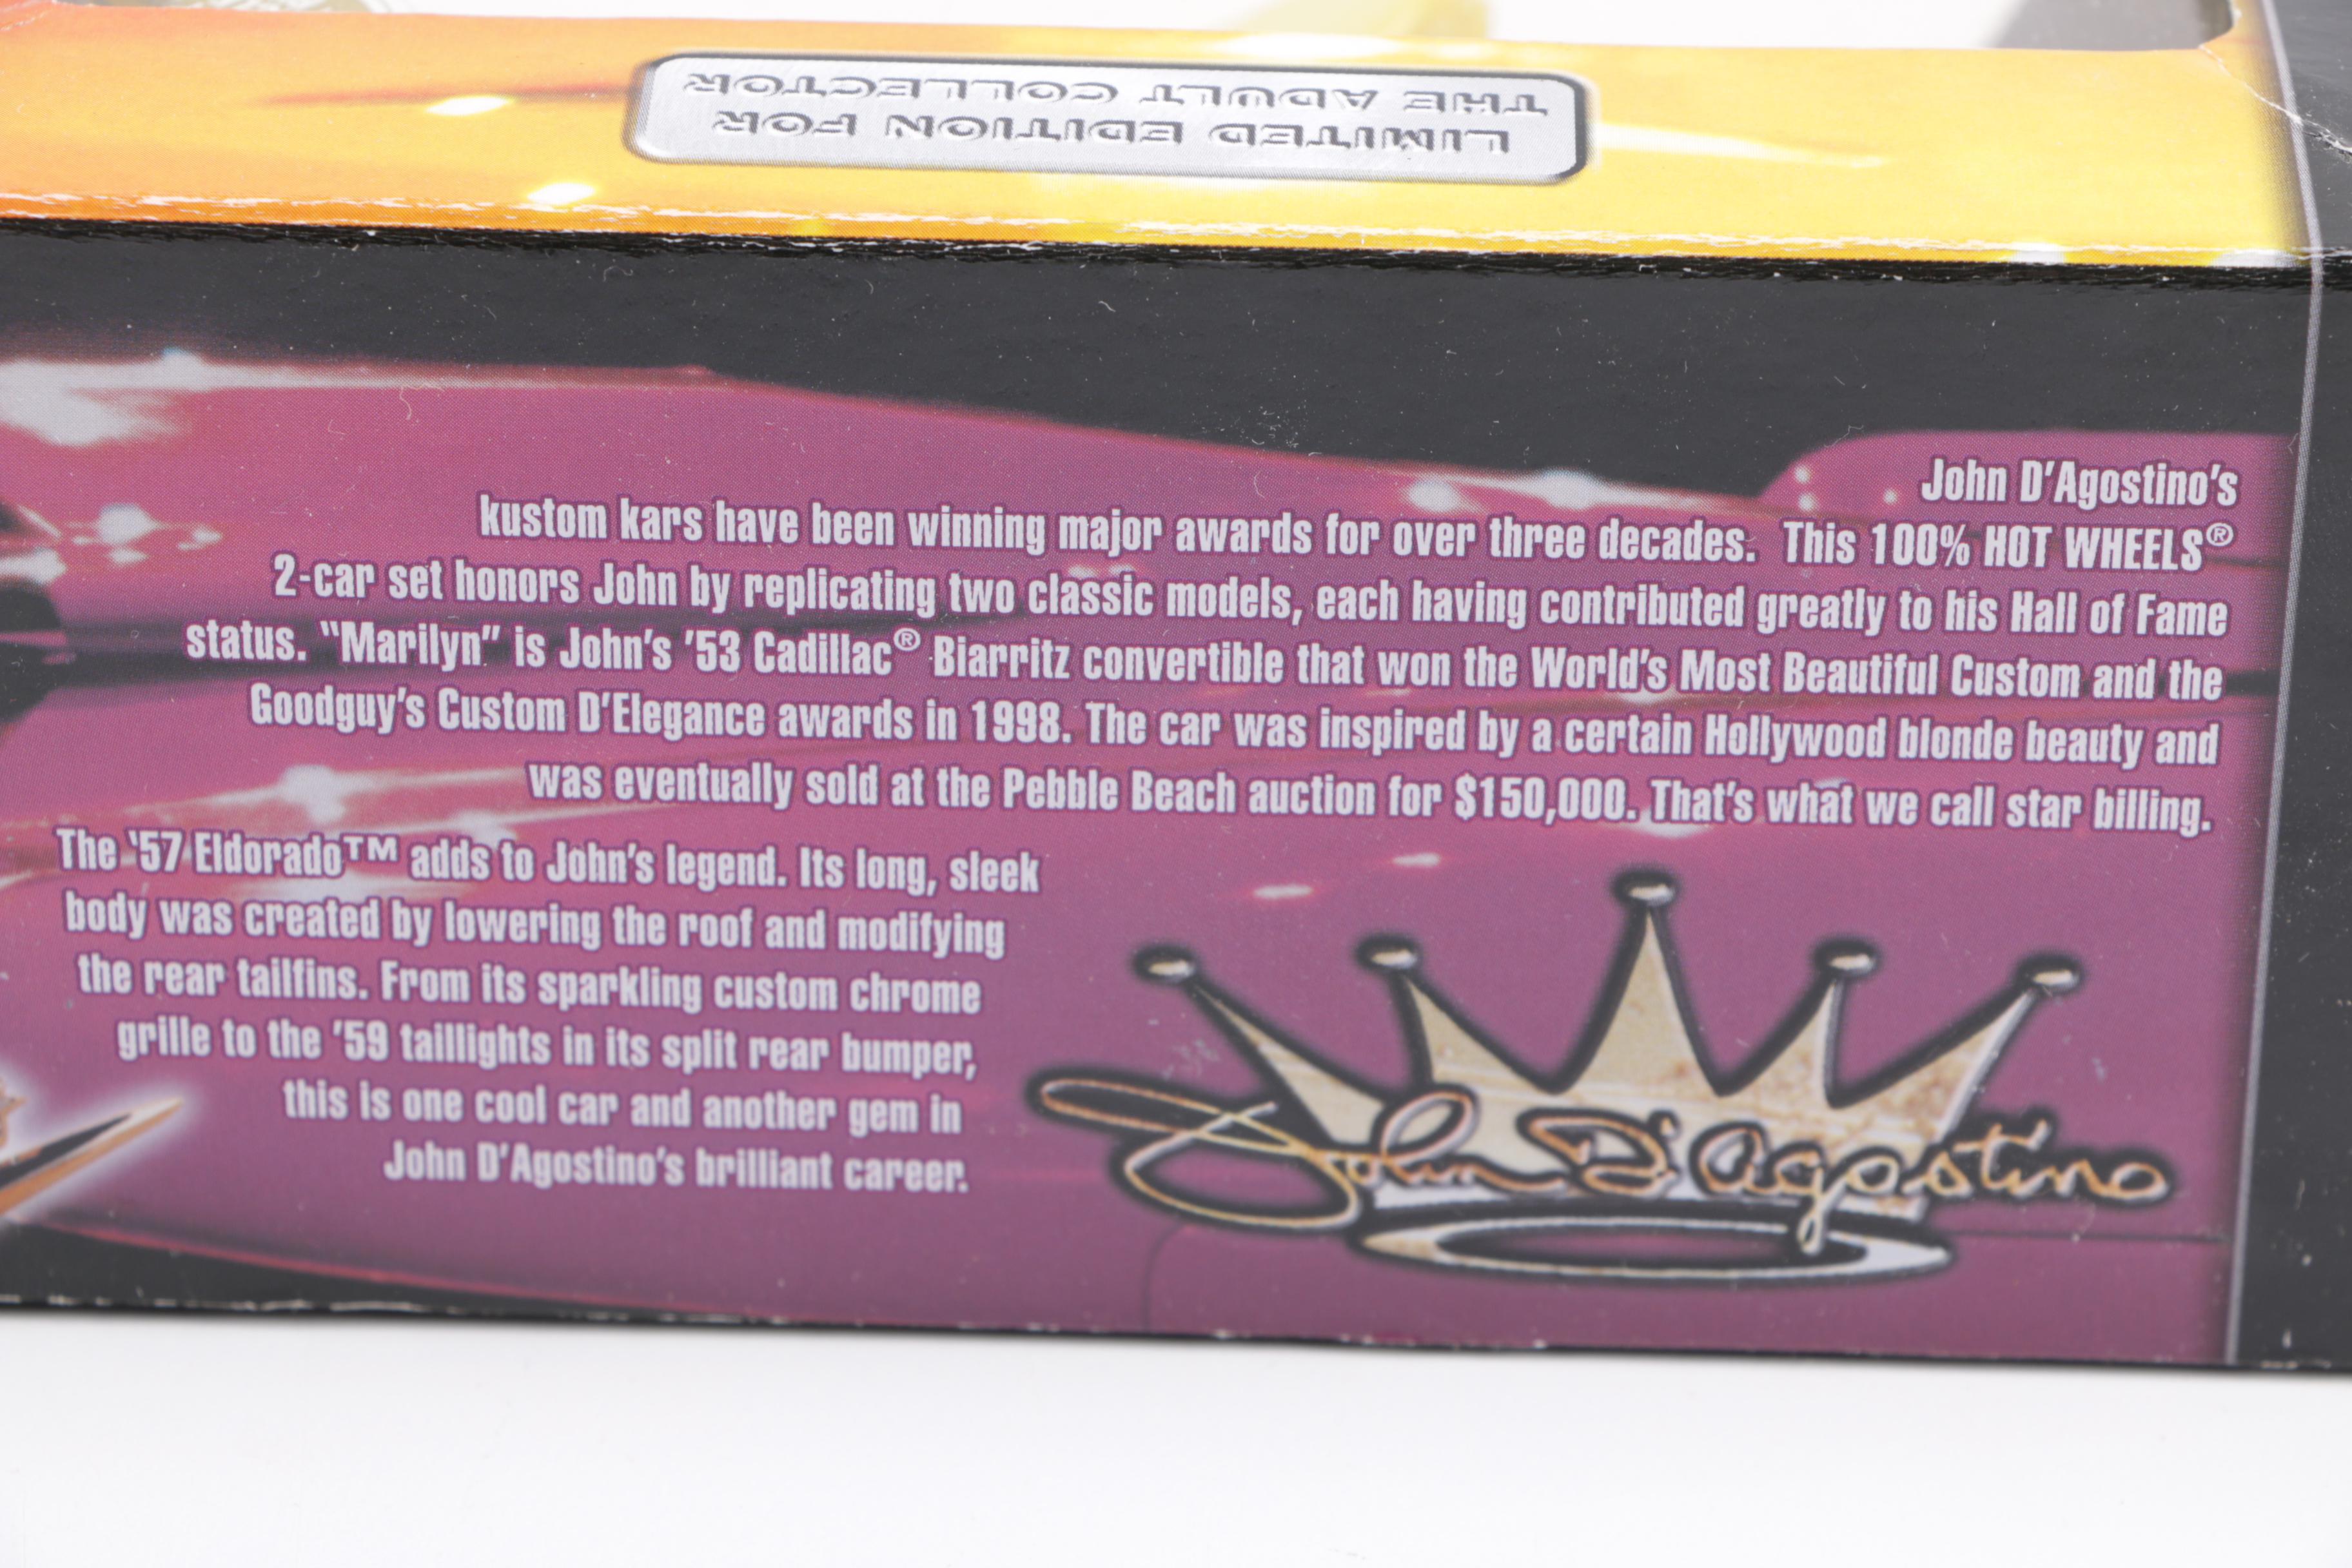 LIMITED EDITION FOR
THE ADULT COLLECTOR
John D'Agostino's
kustom kars have been winning major awards for over three decades. This 100% HOT WHEELS®
2-car set honors John by replicating two classic models, each having contributed greatly to his Hall of Fame
status. "Marilyn" is John's '53 Cadillac® Biarritz convertible that won the World's Most Beautiful Custom and the
Goodguy's Custom D'Elegance awards in 1998. The car was inspired by a certain Hollywood blonde beauty and
was eventually sold at the Pebble Beach auction for $150,000. That's what we call star billing.
The '57 Eldorado™ adds to John's legend. Its long, sleek
body was created by lowering the roof and modifying
the rear tailfins. From its sparkling custom chrome
grille to the '59 taillights in its split rear bumper,
this is one cool car and another gem in
John D'Agostino's brilliant career.
John D'Agostino